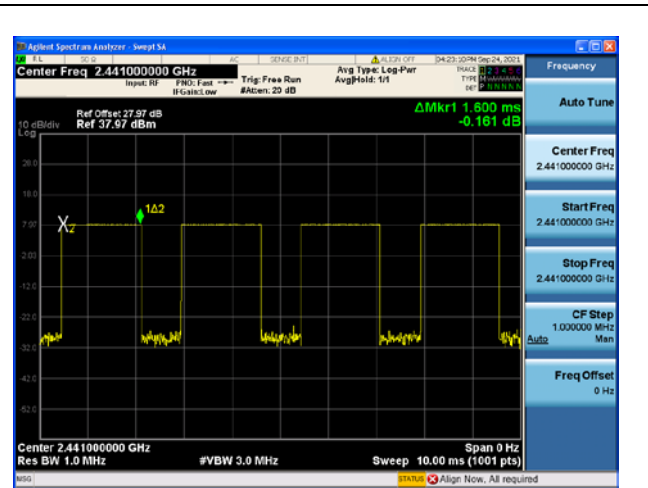 Agilent Spectrum Analyzer - Swept SA
RL
50 Ω
AC
SENSE:INT
ALIGN OFF
04:23:10 PM Sep 24, 2021
Center Freq 2.441000000 GHz
Input: RF
PNO: Fast
IFGain:Low
Trig: Free Run
#Atten: 20 dB
Avg Type: Log-Pwr
Avg|Hold: 1/1
TRACE 1 2 3 4 5 6
TYPE
DET P N N N N N
Ref Offset 27.97 dB
Ref 37.97 dBm
10 dB/div
Log
ΔMkr1 1.600 ms
-0.161 dB
28.0
18.0
7.97
-2.03
-12.0
-22.0
-32.0
-42.0
-52.0
X2
1Δ2
Center 2.441000000 GHz
Span 0 Hz
Res BW 1.0 MHz
#VBW 3.0 MHz
Sweep 10.00 ms (1001 pts)
MSG
STATUS
Align Now, All required
Frequency
Auto Tune
Center Freq
2.441000000 GHz
Start Freq
2.441000000 GHz
Stop Freq
2.441000000 GHz
CF Step
1.000000 MHz
Auto Man
Freq Offset
0 Hz